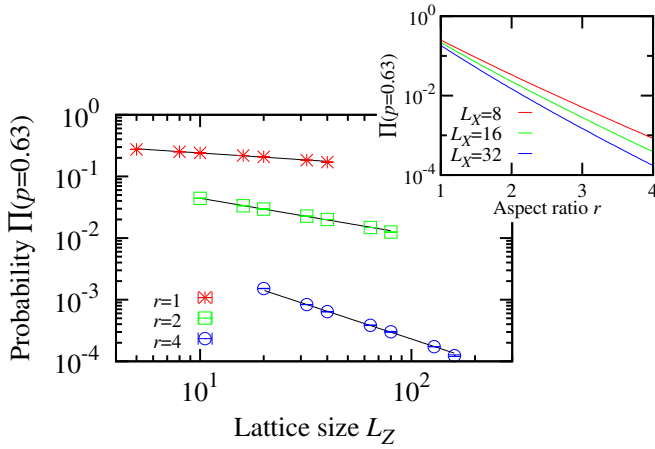 10^0
10^-1
10^-2
10^-3
10^-4
10^1
10^2
Probability Π(p=0.63)
Lattice size L_Z
r=1
r=2
r=4
10^0
10^-2
10^-4
1
2
3
4
Π(p=0.63)
Aspect ratio r
L_X=8
L_X=16
L_X=32